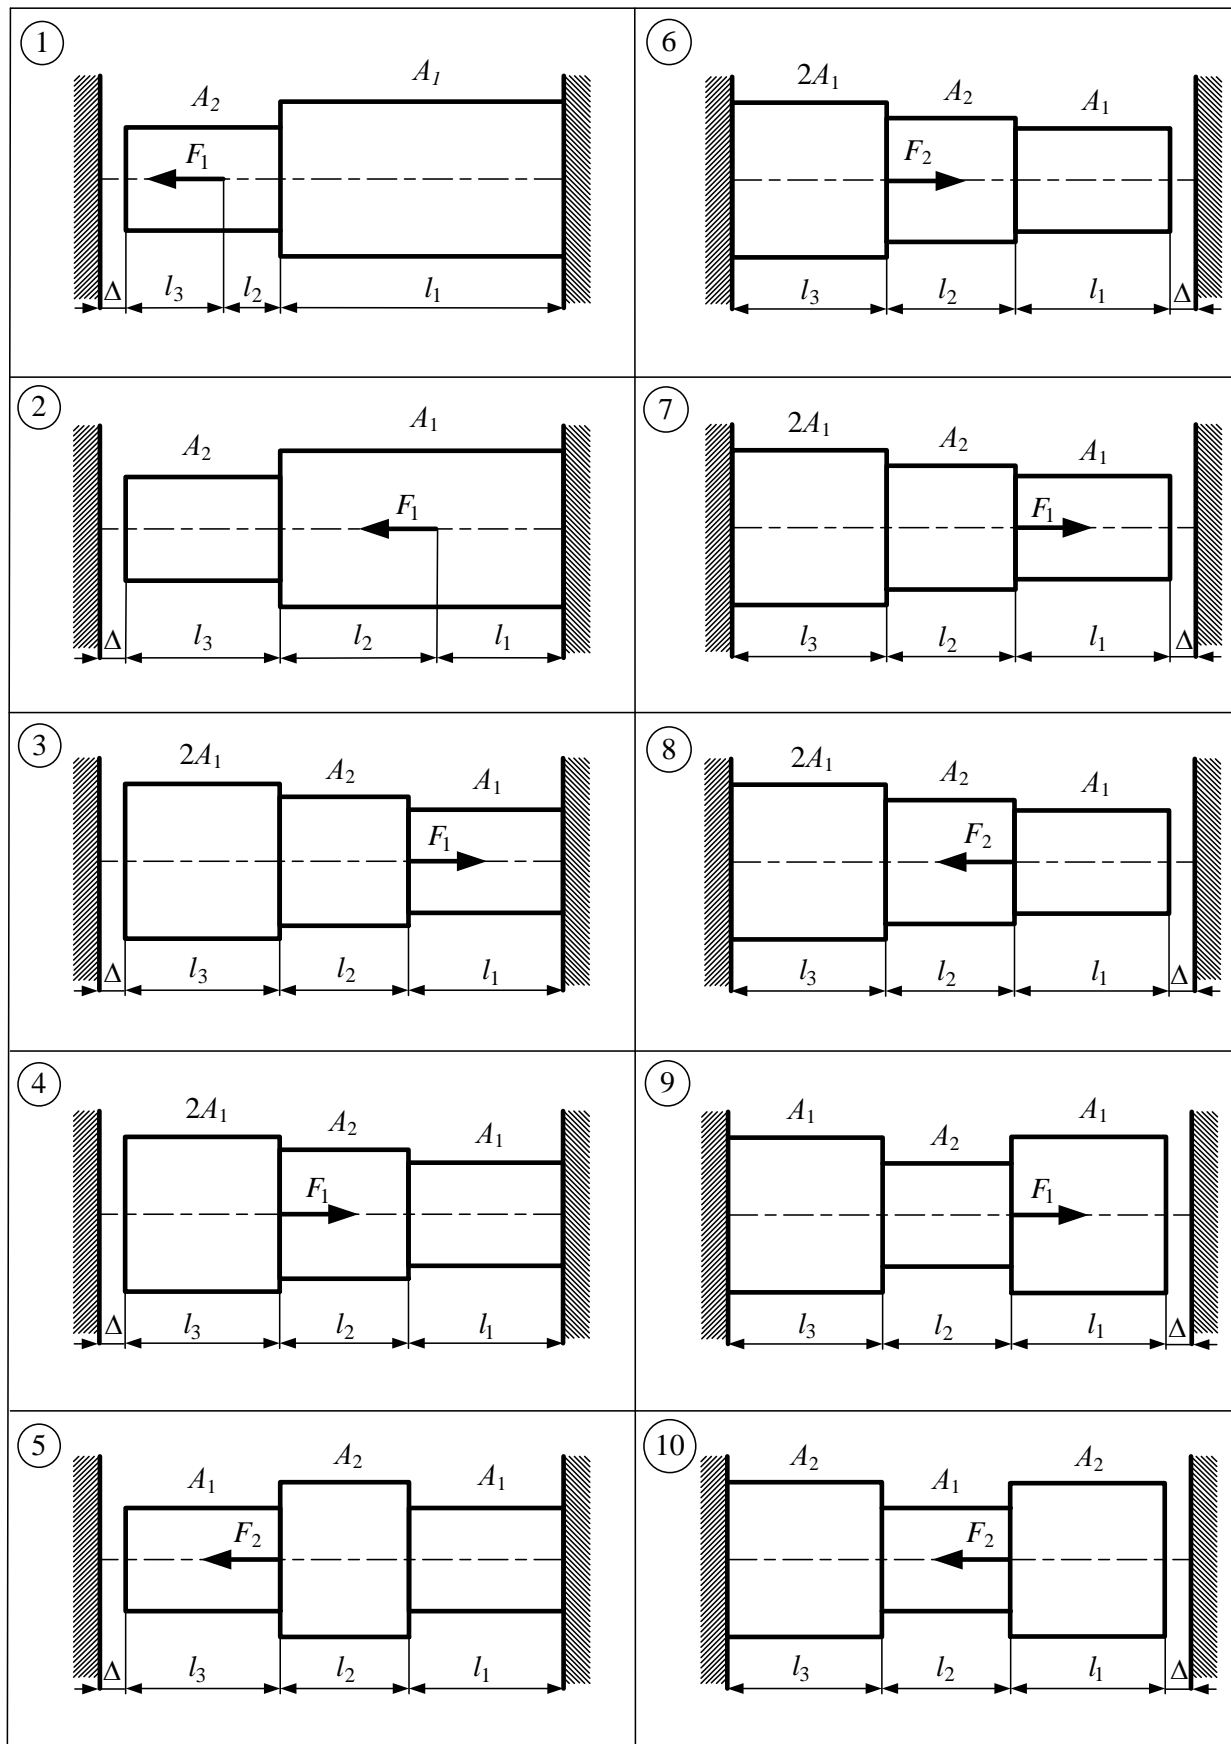 1
A₁
A₂
F₁
Δ l₃ l₂ l₁
6
2A₁ A₂ A₁
F₂
l₃ l₂ l₁ Δ
2
A₁
A₂
F₁
Δ l₃ l₂ l₁
7
2A₁ A₂ A₁
F₁
l₃ l₂ l₁ Δ
3
2A₁ A₂ A₁
F₁
Δ l₃ l₂ l₁
8
2A₁ A₂ A₁
F₂
l₃ l₂ l₁ Δ
4
2A₁ A₂ A₁
F₁
Δ l₃ l₂ l₁
9
A₁ A₂ A₁
F₁
l₃ l₂ l₁ Δ
5
A₁ A₂ A₁
F₂
Δ l₃ l₂ l₁
10
A₂ A₁ A₂
F₂
l₃ l₂ l₁ Δ